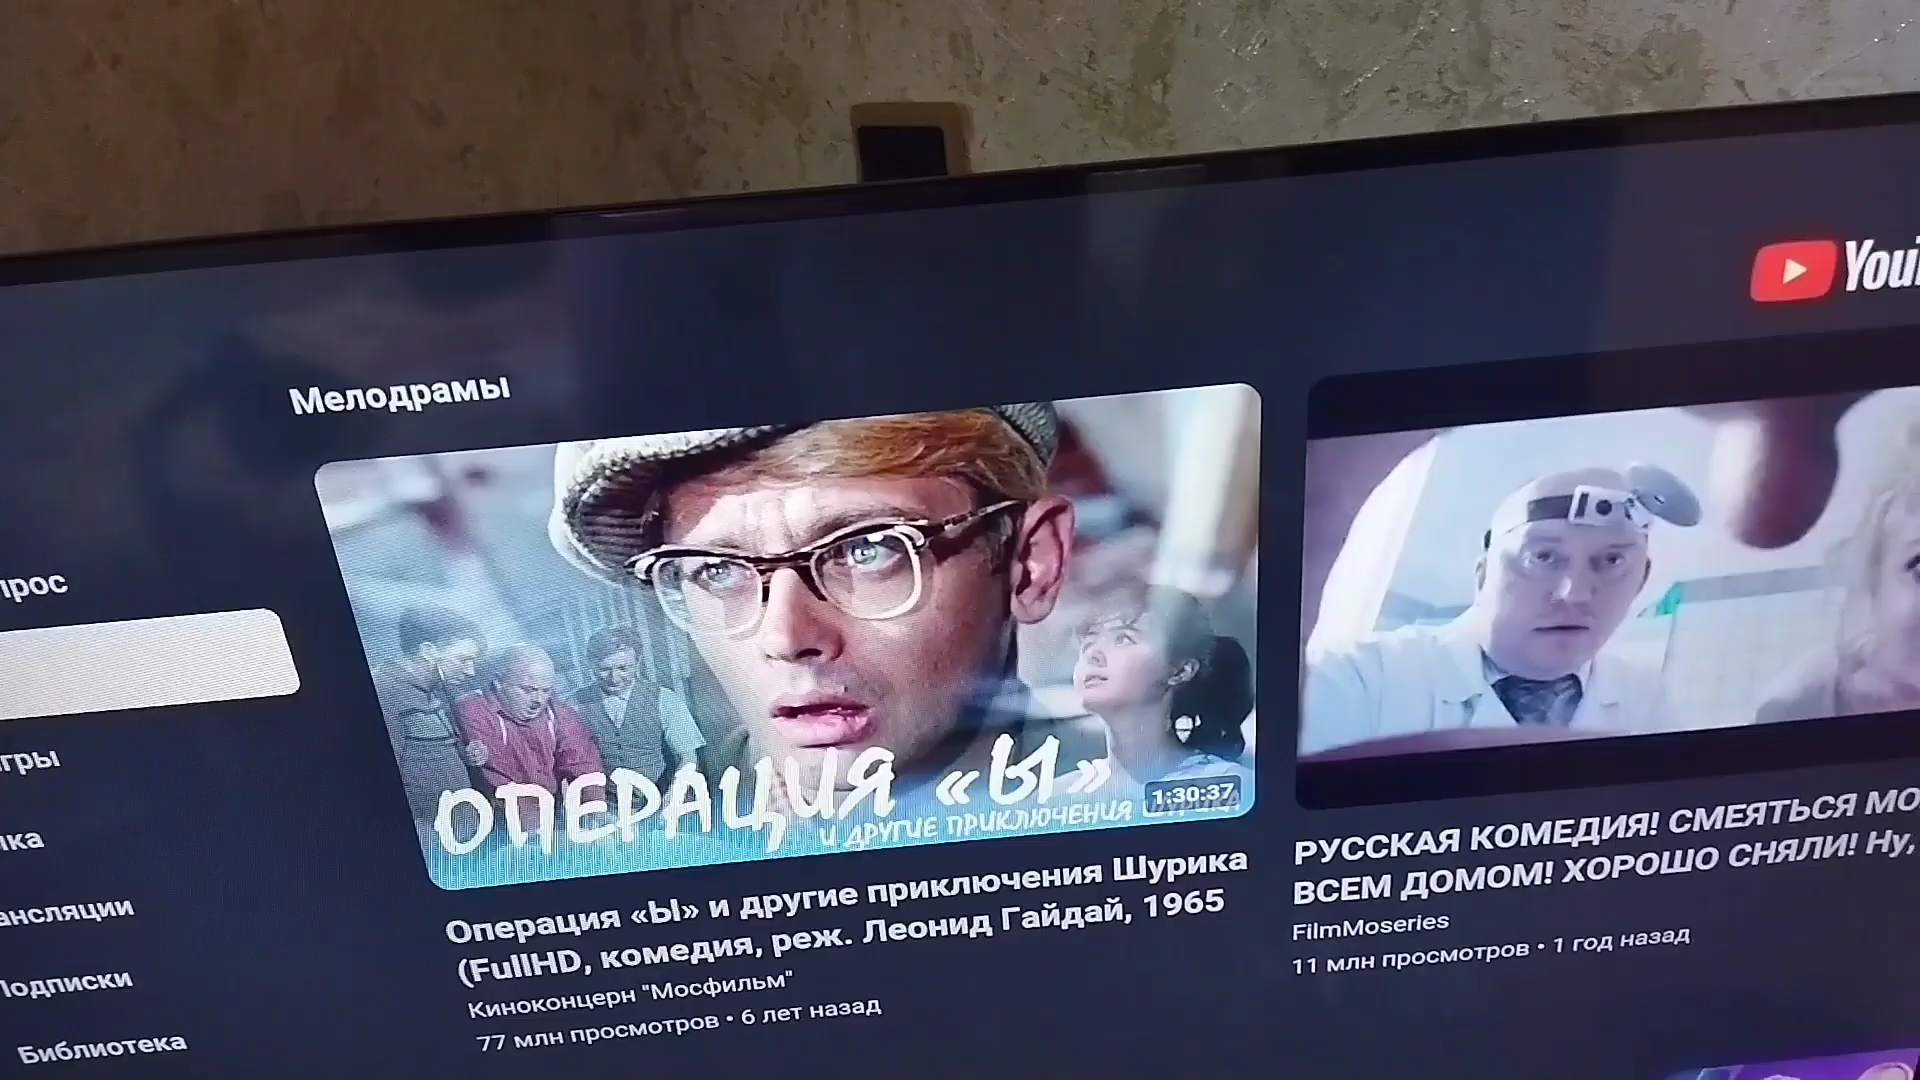 You
Мелодрамы
прос
гры
ка
ансляции
Подписки
Библиотека
ОПЕРАЦИЯ «Ы»
И ДРУГИЕ ПРИКЛЮЧЕНИЯ
1:30:37
Операция «Ы» и другие приключения Шурика
(FullHD, комедия, реж. Леонид Гайдай, 1965
Киноконцерн "Мосфильм"
77 млн просмотров • 6 лет назад
РУССКАЯ КОМЕДИЯ! СМЕЯТЬСЯ МО
ВСЕМ ДОМОМ! ХОРОШО СНЯЛИ! Ну,
FilmMoseries
11 млн просмотров • 1 год назад